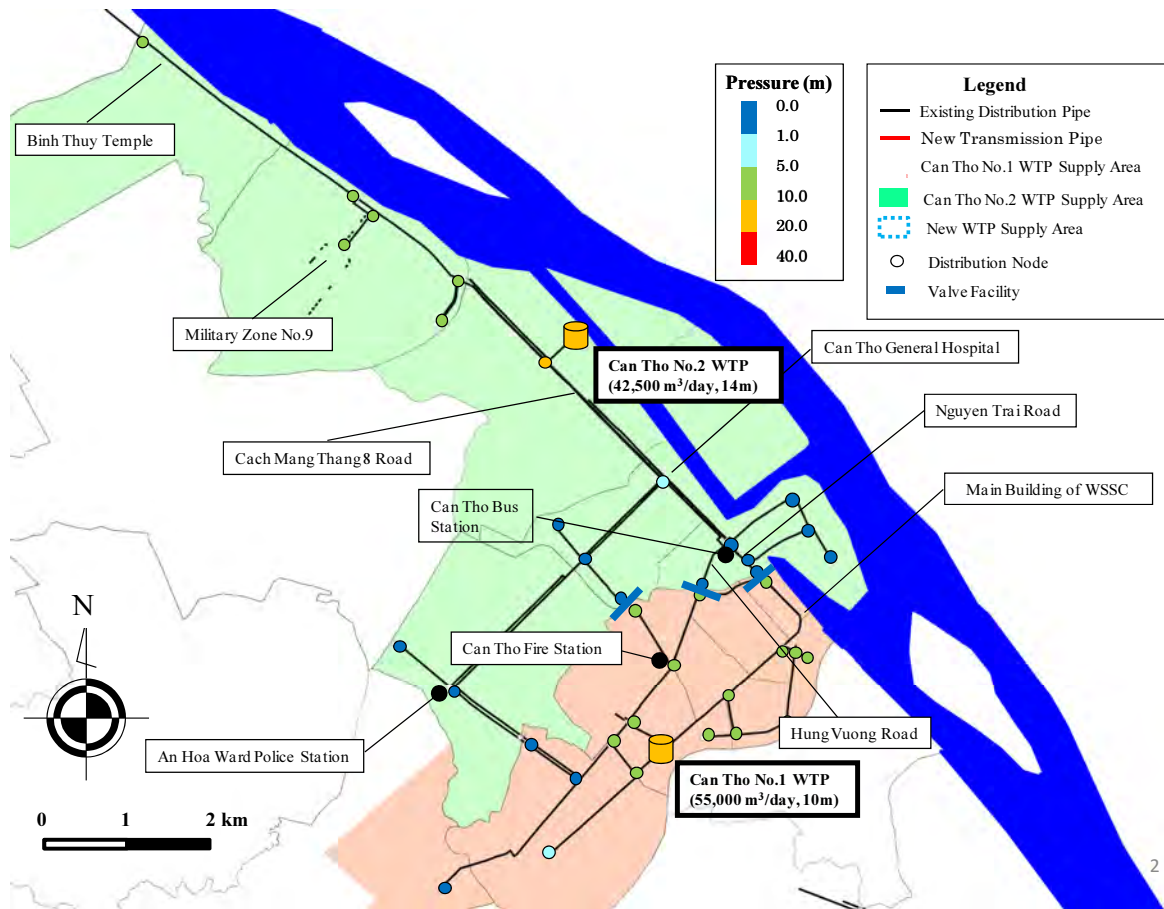 Binh Thuy Temple
Military Zone No.9
Cach Mang Thang 8 Road
Can Tho Bus
Station
Can Tho Fire Station
An Hoa Ward Police Station
N
0 1 2 km
Pressure (m)
0.0
1.0
5.0
10.0
20.0
40.0
Legend
Existing Distribution Pipe
New Transmission Pipe
Can Tho No.1 WTP Supply Area
Can Tho No.2 WTP Supply Area
New WTP Supply Area
Distribution Node
Valve Facility
Can Tho General Hospital
Can Tho No.2 WTP
(42,500 m³/day, 14m)
Nguyen Trai Road
Main Building of WSSC
Hung Vuong Road
Can Tho No.1 WTP
(55,000 m³/day, 10m)
2